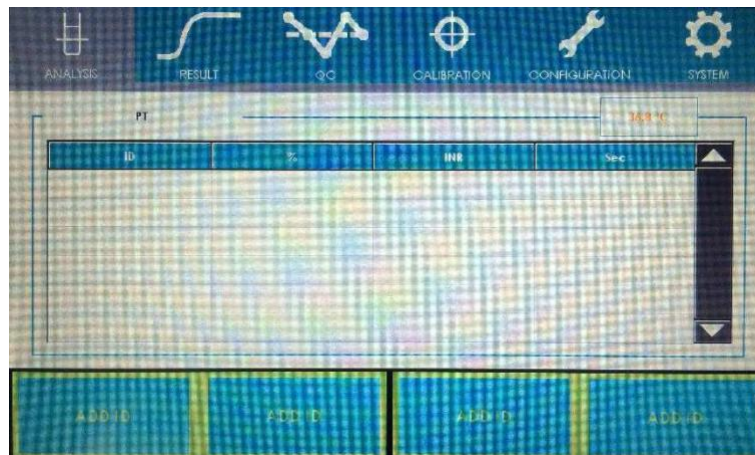 ANALYSIS RESULT QC CALIBRATION CONFIGURATION SYSTEM
PT
ID % INR Sec
ADD ID ADD ID ADD ID ADD ID